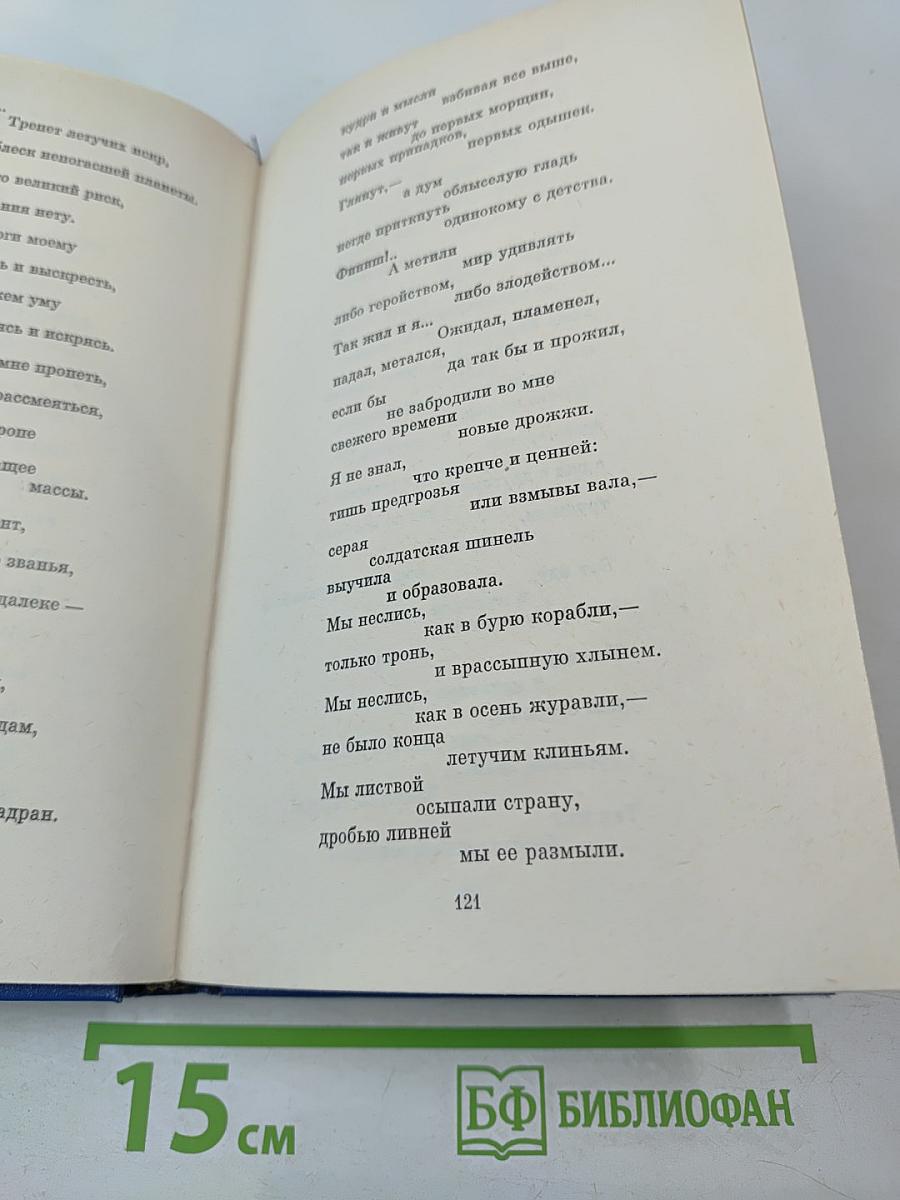 Трепет летучих искр,
блеск непогасшей планеты.
великий риск,
нету.
моему
и выскресть,
уму
и искрясь.
мне пропеть,
рассмеяться,
массы.
званья,
далеке —
кудри и мысли
взбивая все выше,
так и живут
до первых морщин,
первых припадков,
первых одышек.
Глянут,—
а дум
облыселую гладь
негде приткнуть
одинокому с детства.
Финиш!..
А метили
мир удивлять
либо геройством,
либо злодейством...
Так жил и я...
Ожидал, пламенел,
падал, метался,
да так бы и прожил,
если бы
не забродили во мне
свежего времени
новые дрожжи.
Я не знал,
что крепче и ценней:
тишь предгрозья
или взмывы вала,—
серая
солдатская шинель
выучила
и образовала.
Мы неслись,
как в бурю корабли,—
только тронь,
и врассыпную хлынем.
Мы неслись,
как в осень журавли,—
не было конца
летучим клиньям.
Мы листвой
осыпали страну,
дробью ливней
мы ее размыли.
121
15 см
БФ БИБЛИОФАН